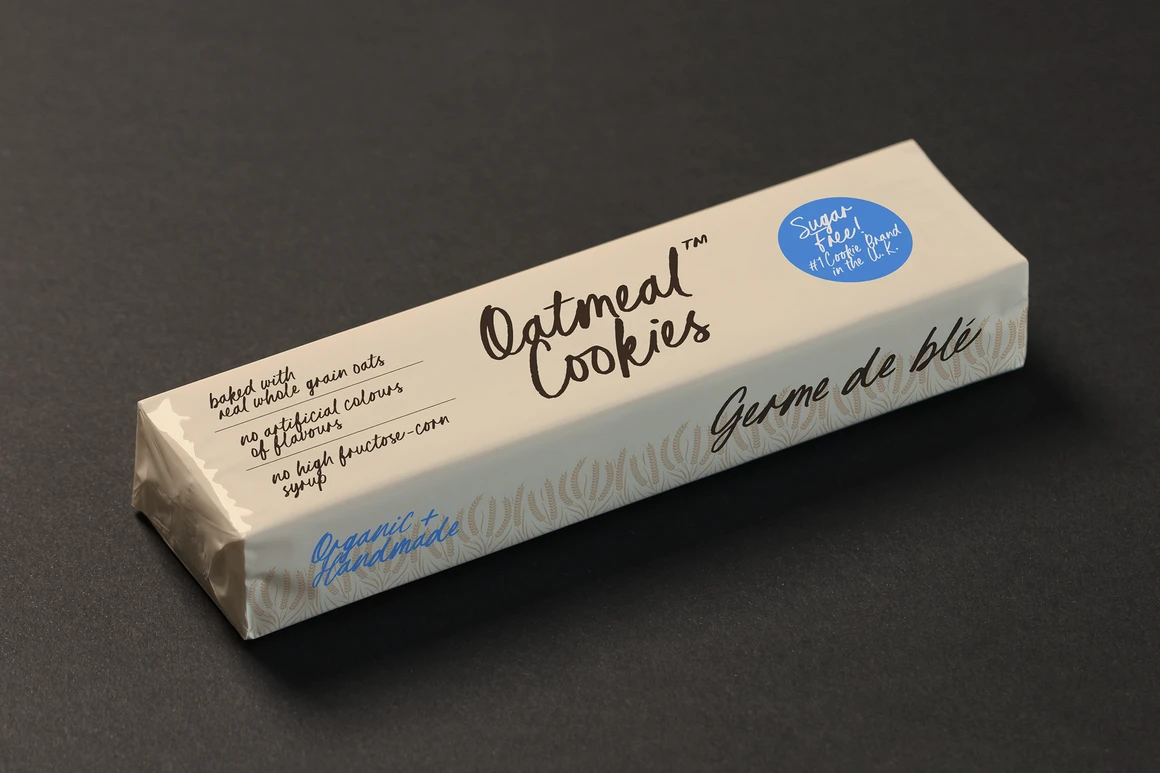 baked with
real whole grain oats
no artificial colours
of flavours
no high fructose-corn
syrup
Oatmeal™
Cookies
Sugar
Free!
#1 Cookie Brand
in the U.K.
Organic +
Handmade
Germe de blé